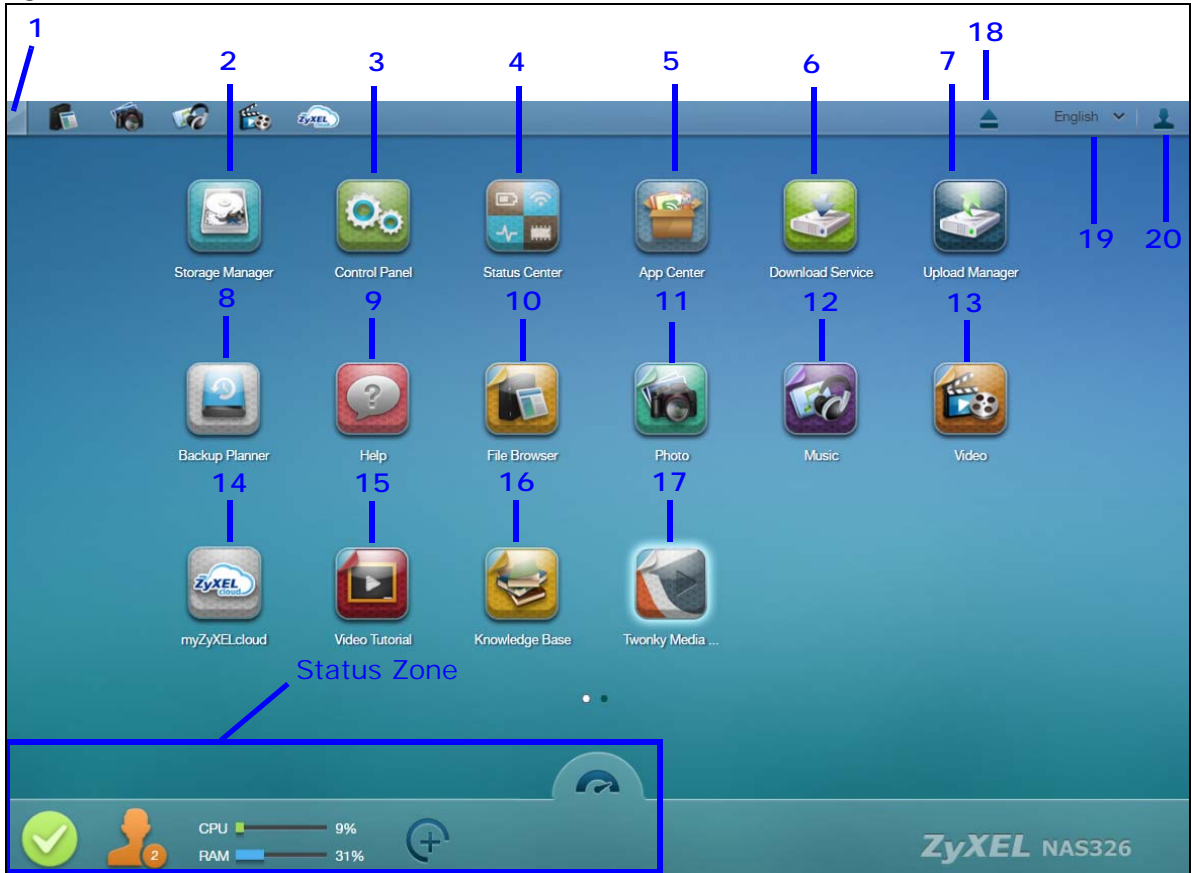 1
18
2 3 4 5 6 7
ZyXEL cloud
English
19 20
Storage Manager Control Panel Status Center App Center Download Service Upload Manager
8 9 10 11 12 13
Backup Planner Help File Browser Photo Music Video
14 15 16 17
ZyXEL cloud
myZyXELcloud Video Tutorial Knowledge Base Twonky Media ...
Status Zone
CPU 9%
2
RAM 31%
ZyXEL NAS326